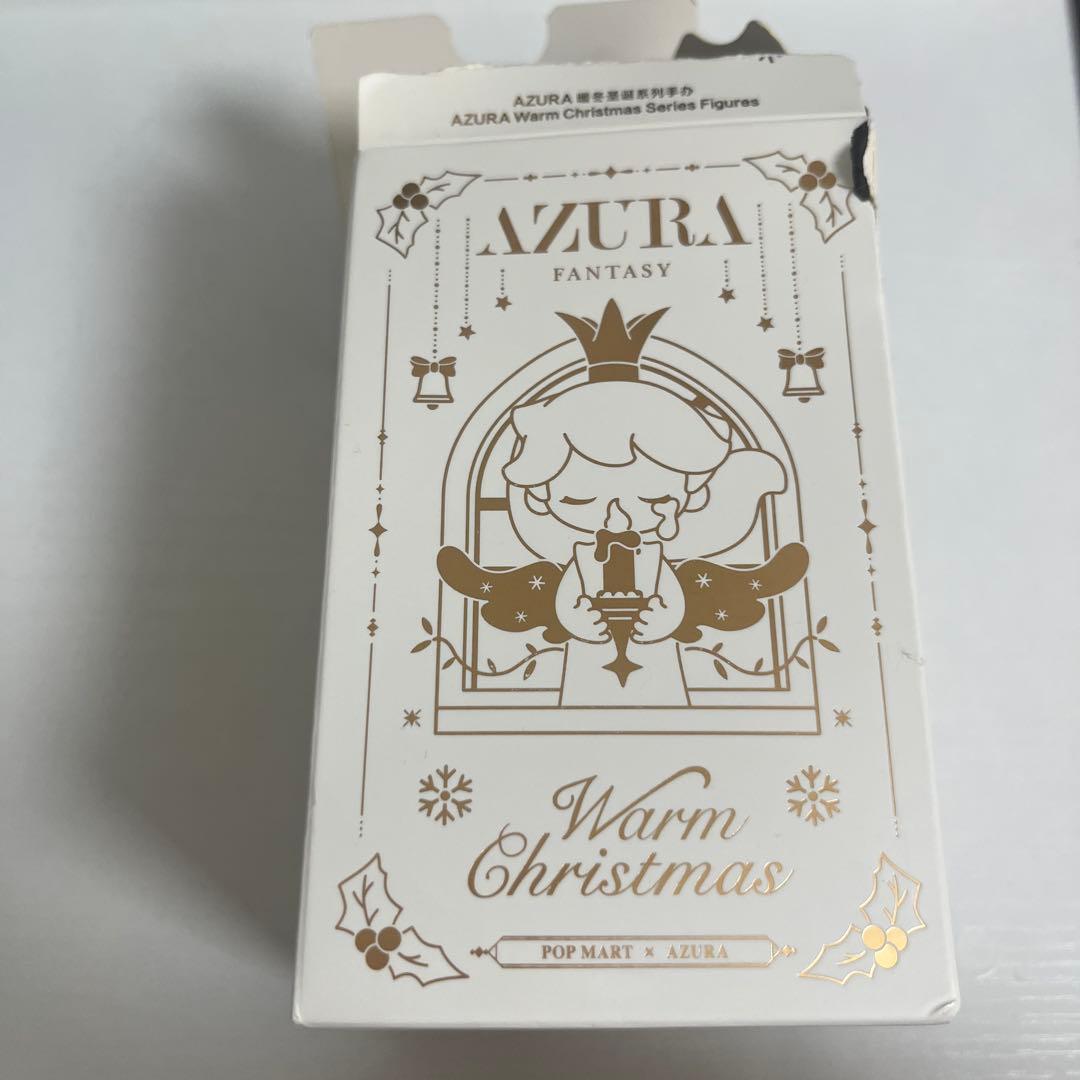 AZURA 暖冬圣诞系列手办
AZURA Warm Christmas Series Figures
AZURA
FANTASY
Warm
Christmas
POP MART × AZURA